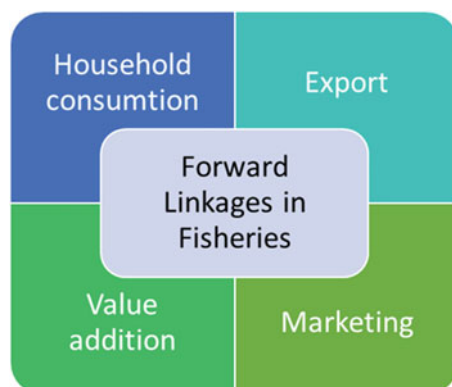 Household
consumtion
Export
Forward
Linkages in
Fisheries
Value
addition
Marketing